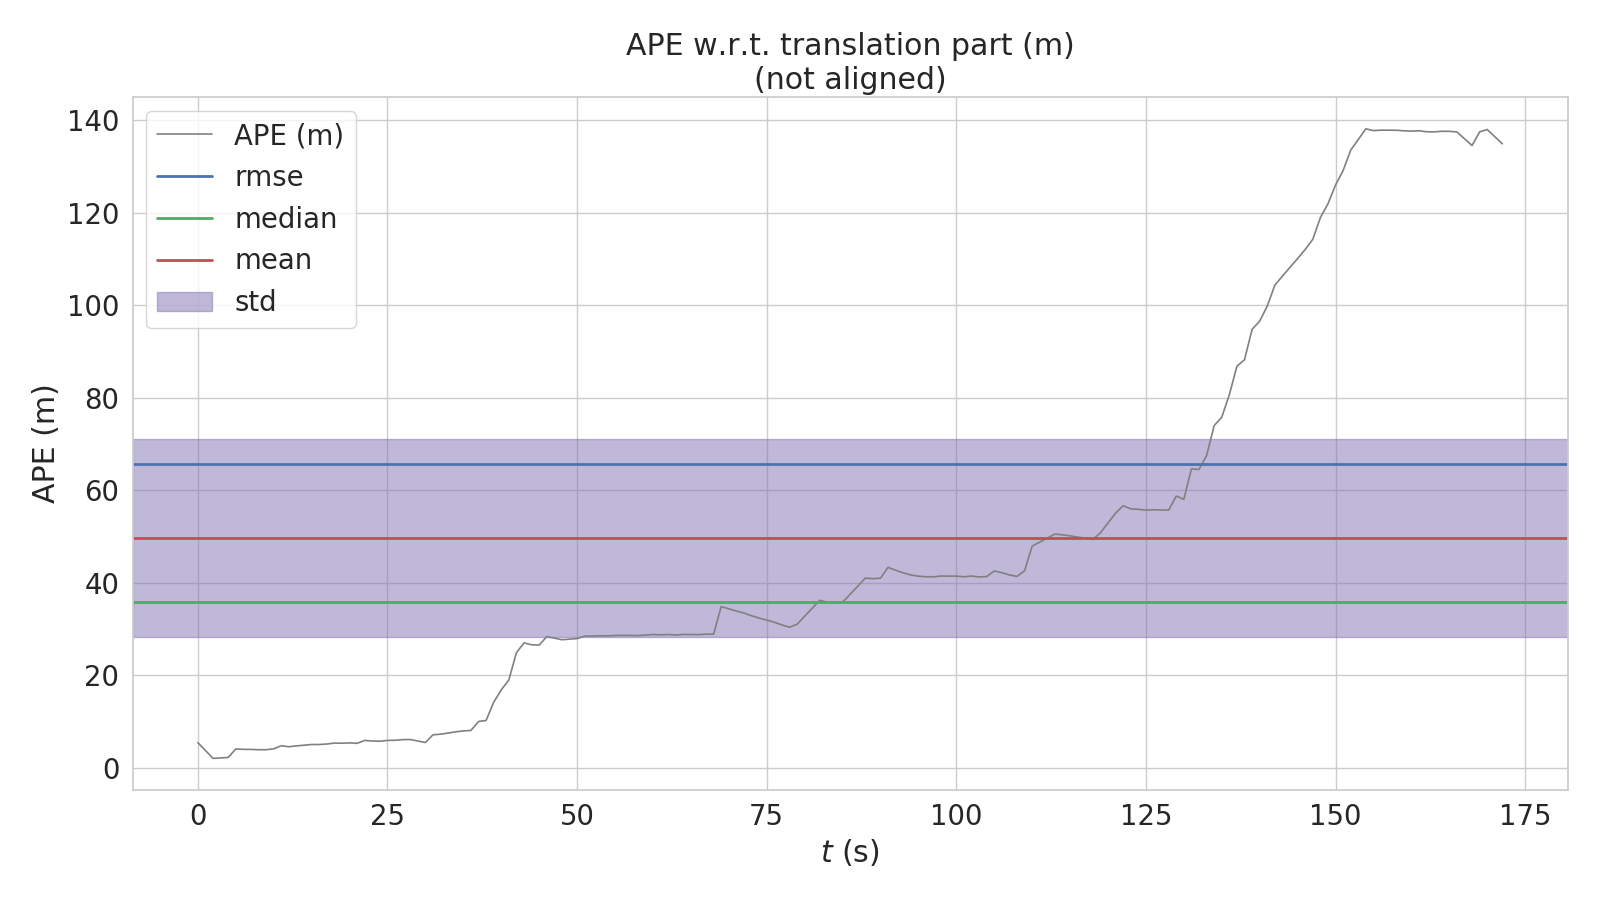 APE w.r.t. translation part (m)
(not aligned)
APE (m)
rmse
median
mean
std
APE (m)
140
120
100
80
60
40
20
0
0 25 50 75 100 125 150 175
t (s)